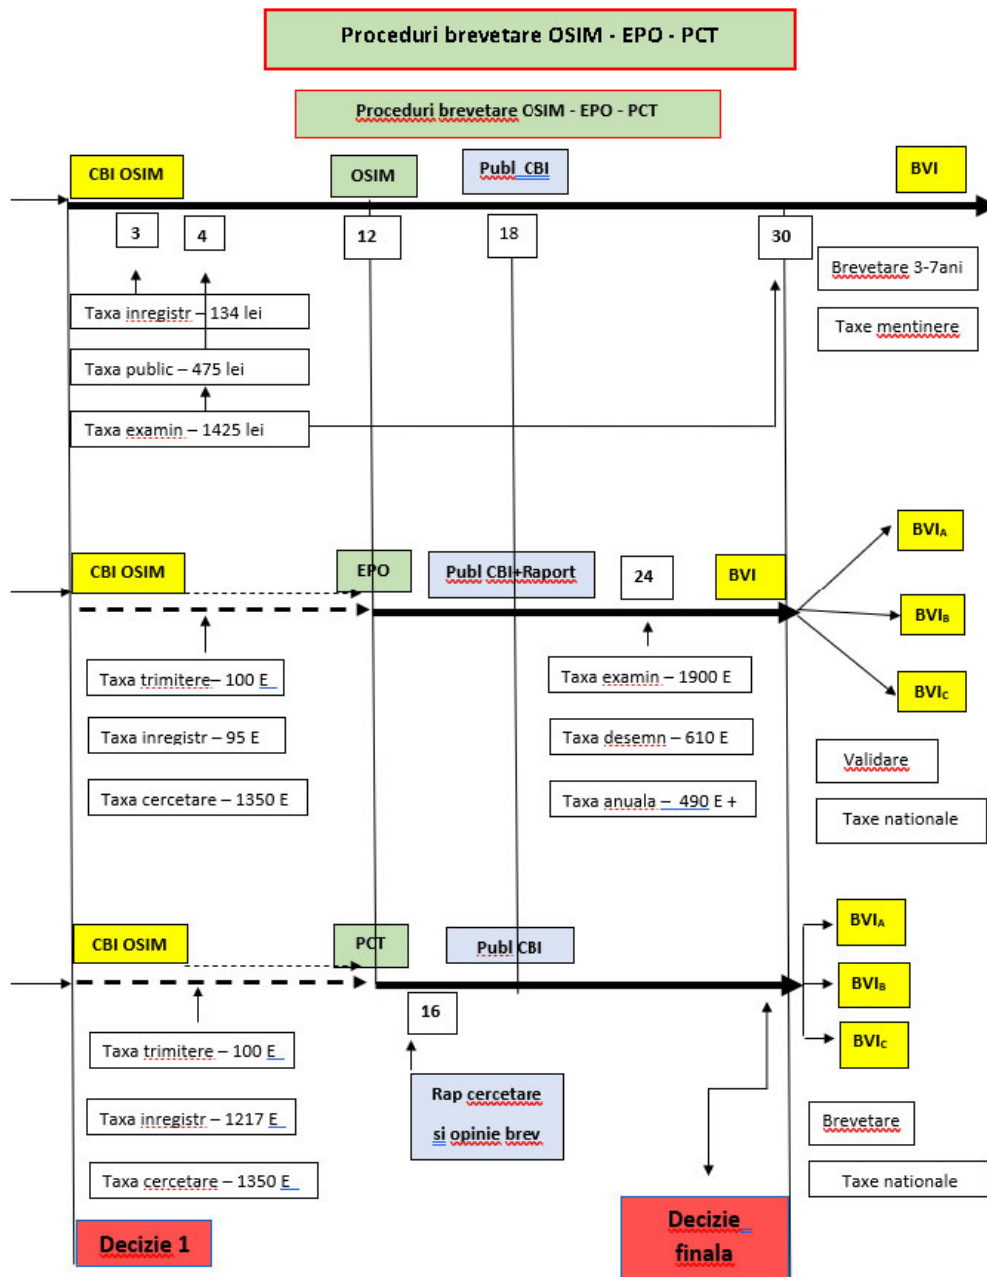 Proceduri brevetare OSIM - EPO - PCT
Proceduri brevetare OSIM - EPO - PCT
CBI OSIM
OSIM
Publ CBI
BVI
3
4
12
18
30
Brevetare 3-7ani
Taxa inregistr – 134 lei
Taxe mentinere
Taxa public – 475 lei
Taxa examin – 1425 lei
CBI OSIM
EPO
Publ CBI+Raport
24
BVI
BVIA
BVIB
BVIC
Taxa trimitere– 100 E
Taxa inregistr – 95 E
Taxa cercetare – 1350 E
Taxa examin – 1900 E
Taxa desemn – 610 E
Taxa anuala – 490 E +
Validare
Taxe nationale
CBI OSIM
PCT
Publ CBI
BVIA
BVIB
BVIC
16
Taxa trimitere – 100 E
Taxa inregistr – 1217 E
Taxa cercetare – 1350 E
Rap cercetare
si opinie brev
Brevetare
Taxe nationale
Decizie 1
Decizie
finala